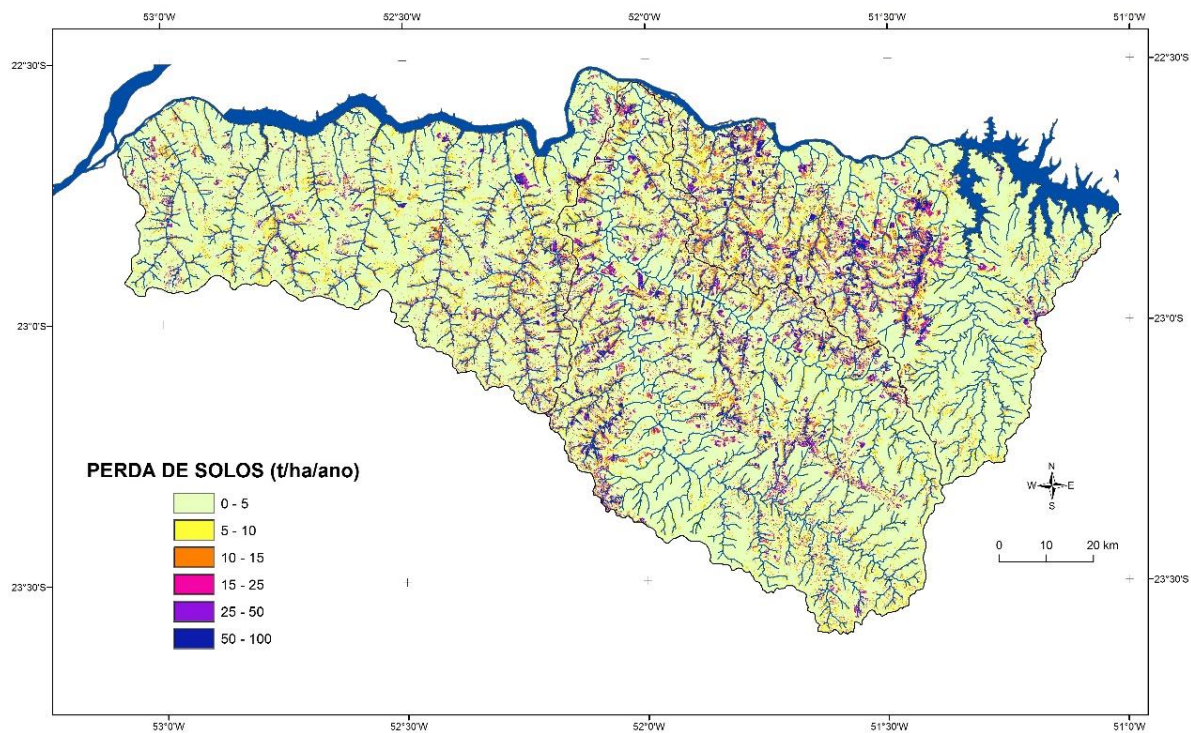 53°0'W 52°30'W 52°0'W 51°30'W 51°0'W
22°30'S 22°30'S
23°0'S 23°0'S
PERDA DE SOLOS (t/ha/ano)
0 - 5
5 - 10
10 - 15
15 - 25
25 - 50
50 - 100
N
W E
S
0 10 20 km
23°30'S 23°30'S
53°0'W 52°30'W 52°0'W 51°30'W 51°0'W